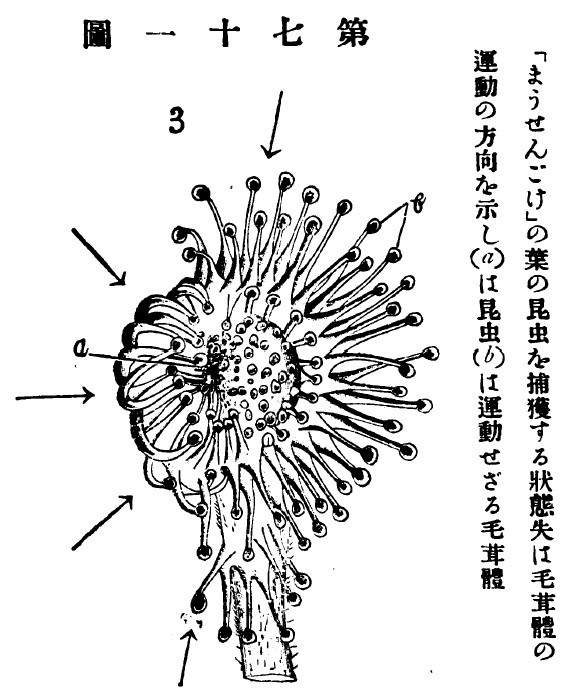 圖一十七第
3
「まうせんごけ」の葉の昆虫を捕獲する狀態失は毛茸體の
運動の方向を示し(a)は昆虫(b)は運動せざる毛茸體
a
b